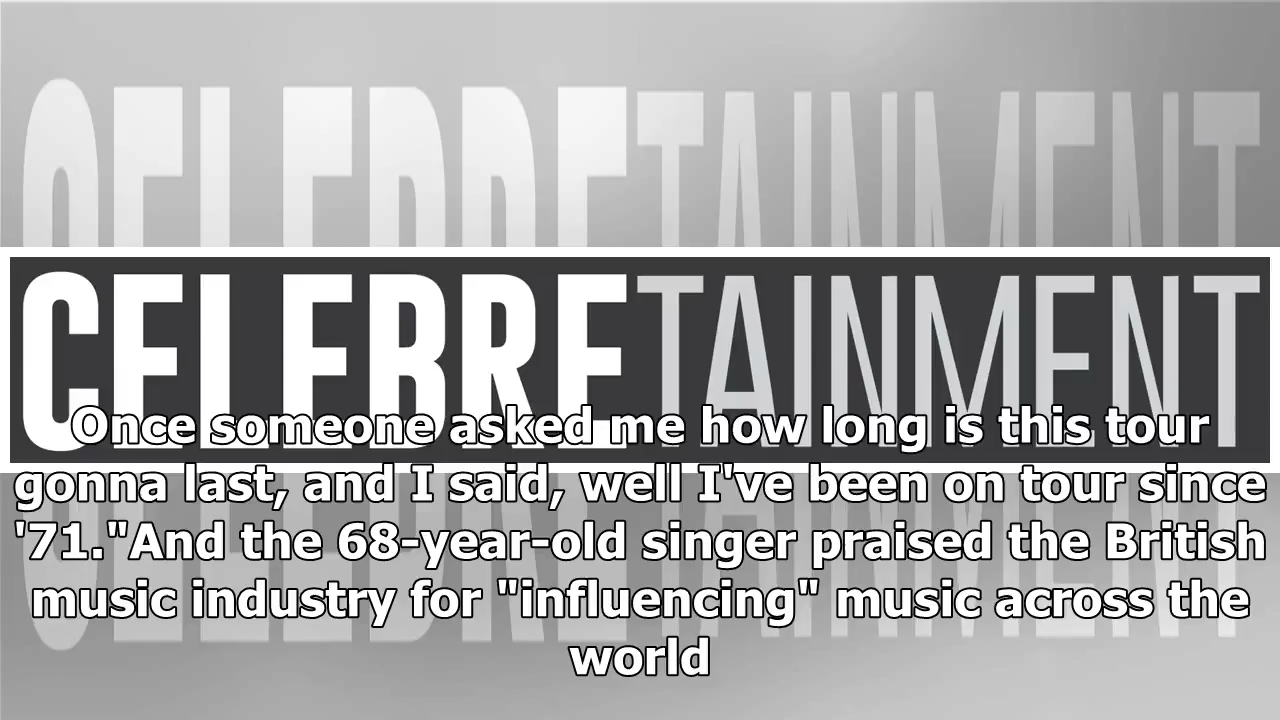 CELEBRETAINMENT
CELEBRETAINMENT
Once someone asked me how long is this tour
gonna last, and I said, well I've been on tour since
'71."And the 68-year-old singer praised the British
music industry for "influencing" music across the
world